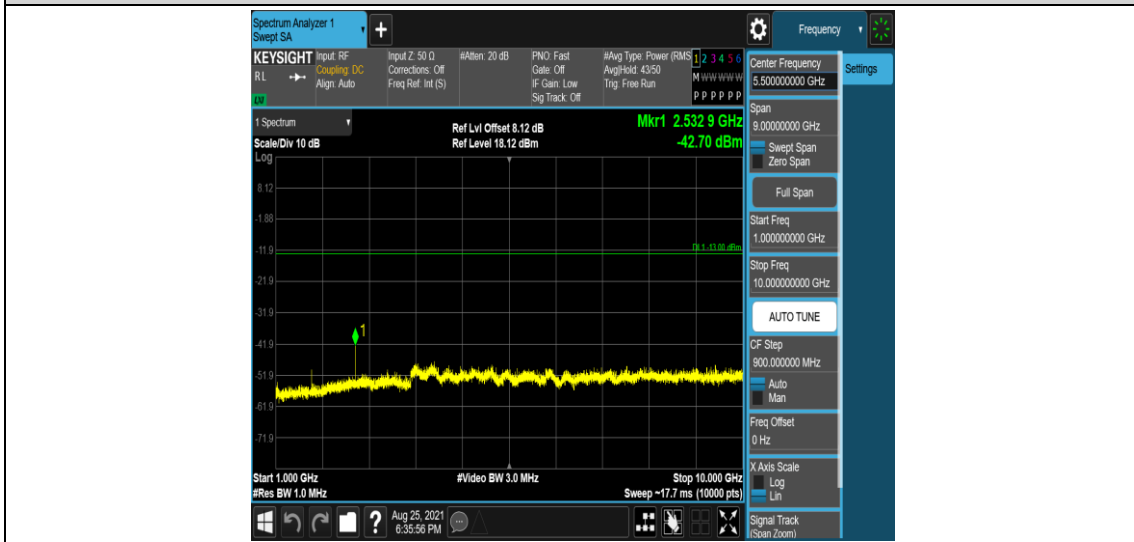 Spectrum Analyzer 1
Swept SA
+
Frequency
KEYSIGHT
RL
Input: RF
Coupling: DC
Align: Auto
Input Z: 50 Ω
Corrections: Off
Freq Ref: Int (S)
#Atten: 20 dB
PNO: Fast
Gate: Off
IF Gain: Low
Sig Track: Off
#Avg Type: Power (RMS
Avg|Hold: 43/50
Trig: Free Run
1 2 3 4 5 6
M W W W W W
P P P P P P
1 Spectrum
Scale/Div 10 dB
Ref Lvl Offset 8.12 dB
Ref Level 18.12 dBm
Mkr1 2.532 9 GHz
-42.70 dBm
Log
8.12
-1.88
-11.9
-21.9
-31.9
-41.9
-51.9
-61.9
-71.9
DL1 -13.00 dBm
1
Start 1.000 GHz
#Res BW 1.0 MHz
#Video BW 3.0 MHz
Stop 10.000 GHz
Sweep ~17.7 ms (10000 pts)
Aug 25, 2021
6:35:56 PM
Center Frequency
5.500000000 GHz
Settings
Span
9.00000000 GHz
Swept Span
Zero Span
Full Span
Start Freq
1.000000000 GHz
Stop Freq
10.000000000 GHz
AUTO TUNE
CF Step
900.000000 MHz
Auto
Man
Freq Offset
0 Hz
X Axis Scale
Log
Lin
Signal Track
(Span Zoom)